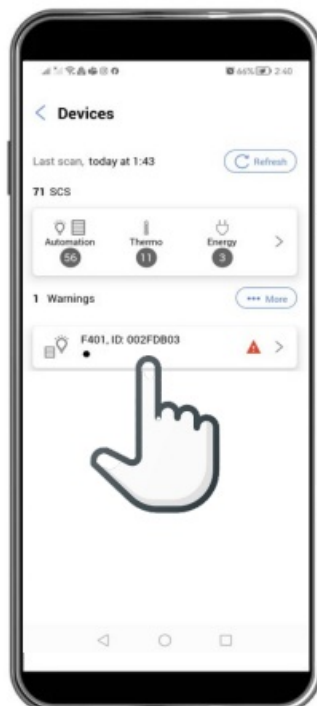 66% 2:40
Devices
Last scan, today at 1:43
Refresh
71 SCS
Automation Thermo Energy
56 11 3
1 Warnings
More
F401, ID: 002FDB03